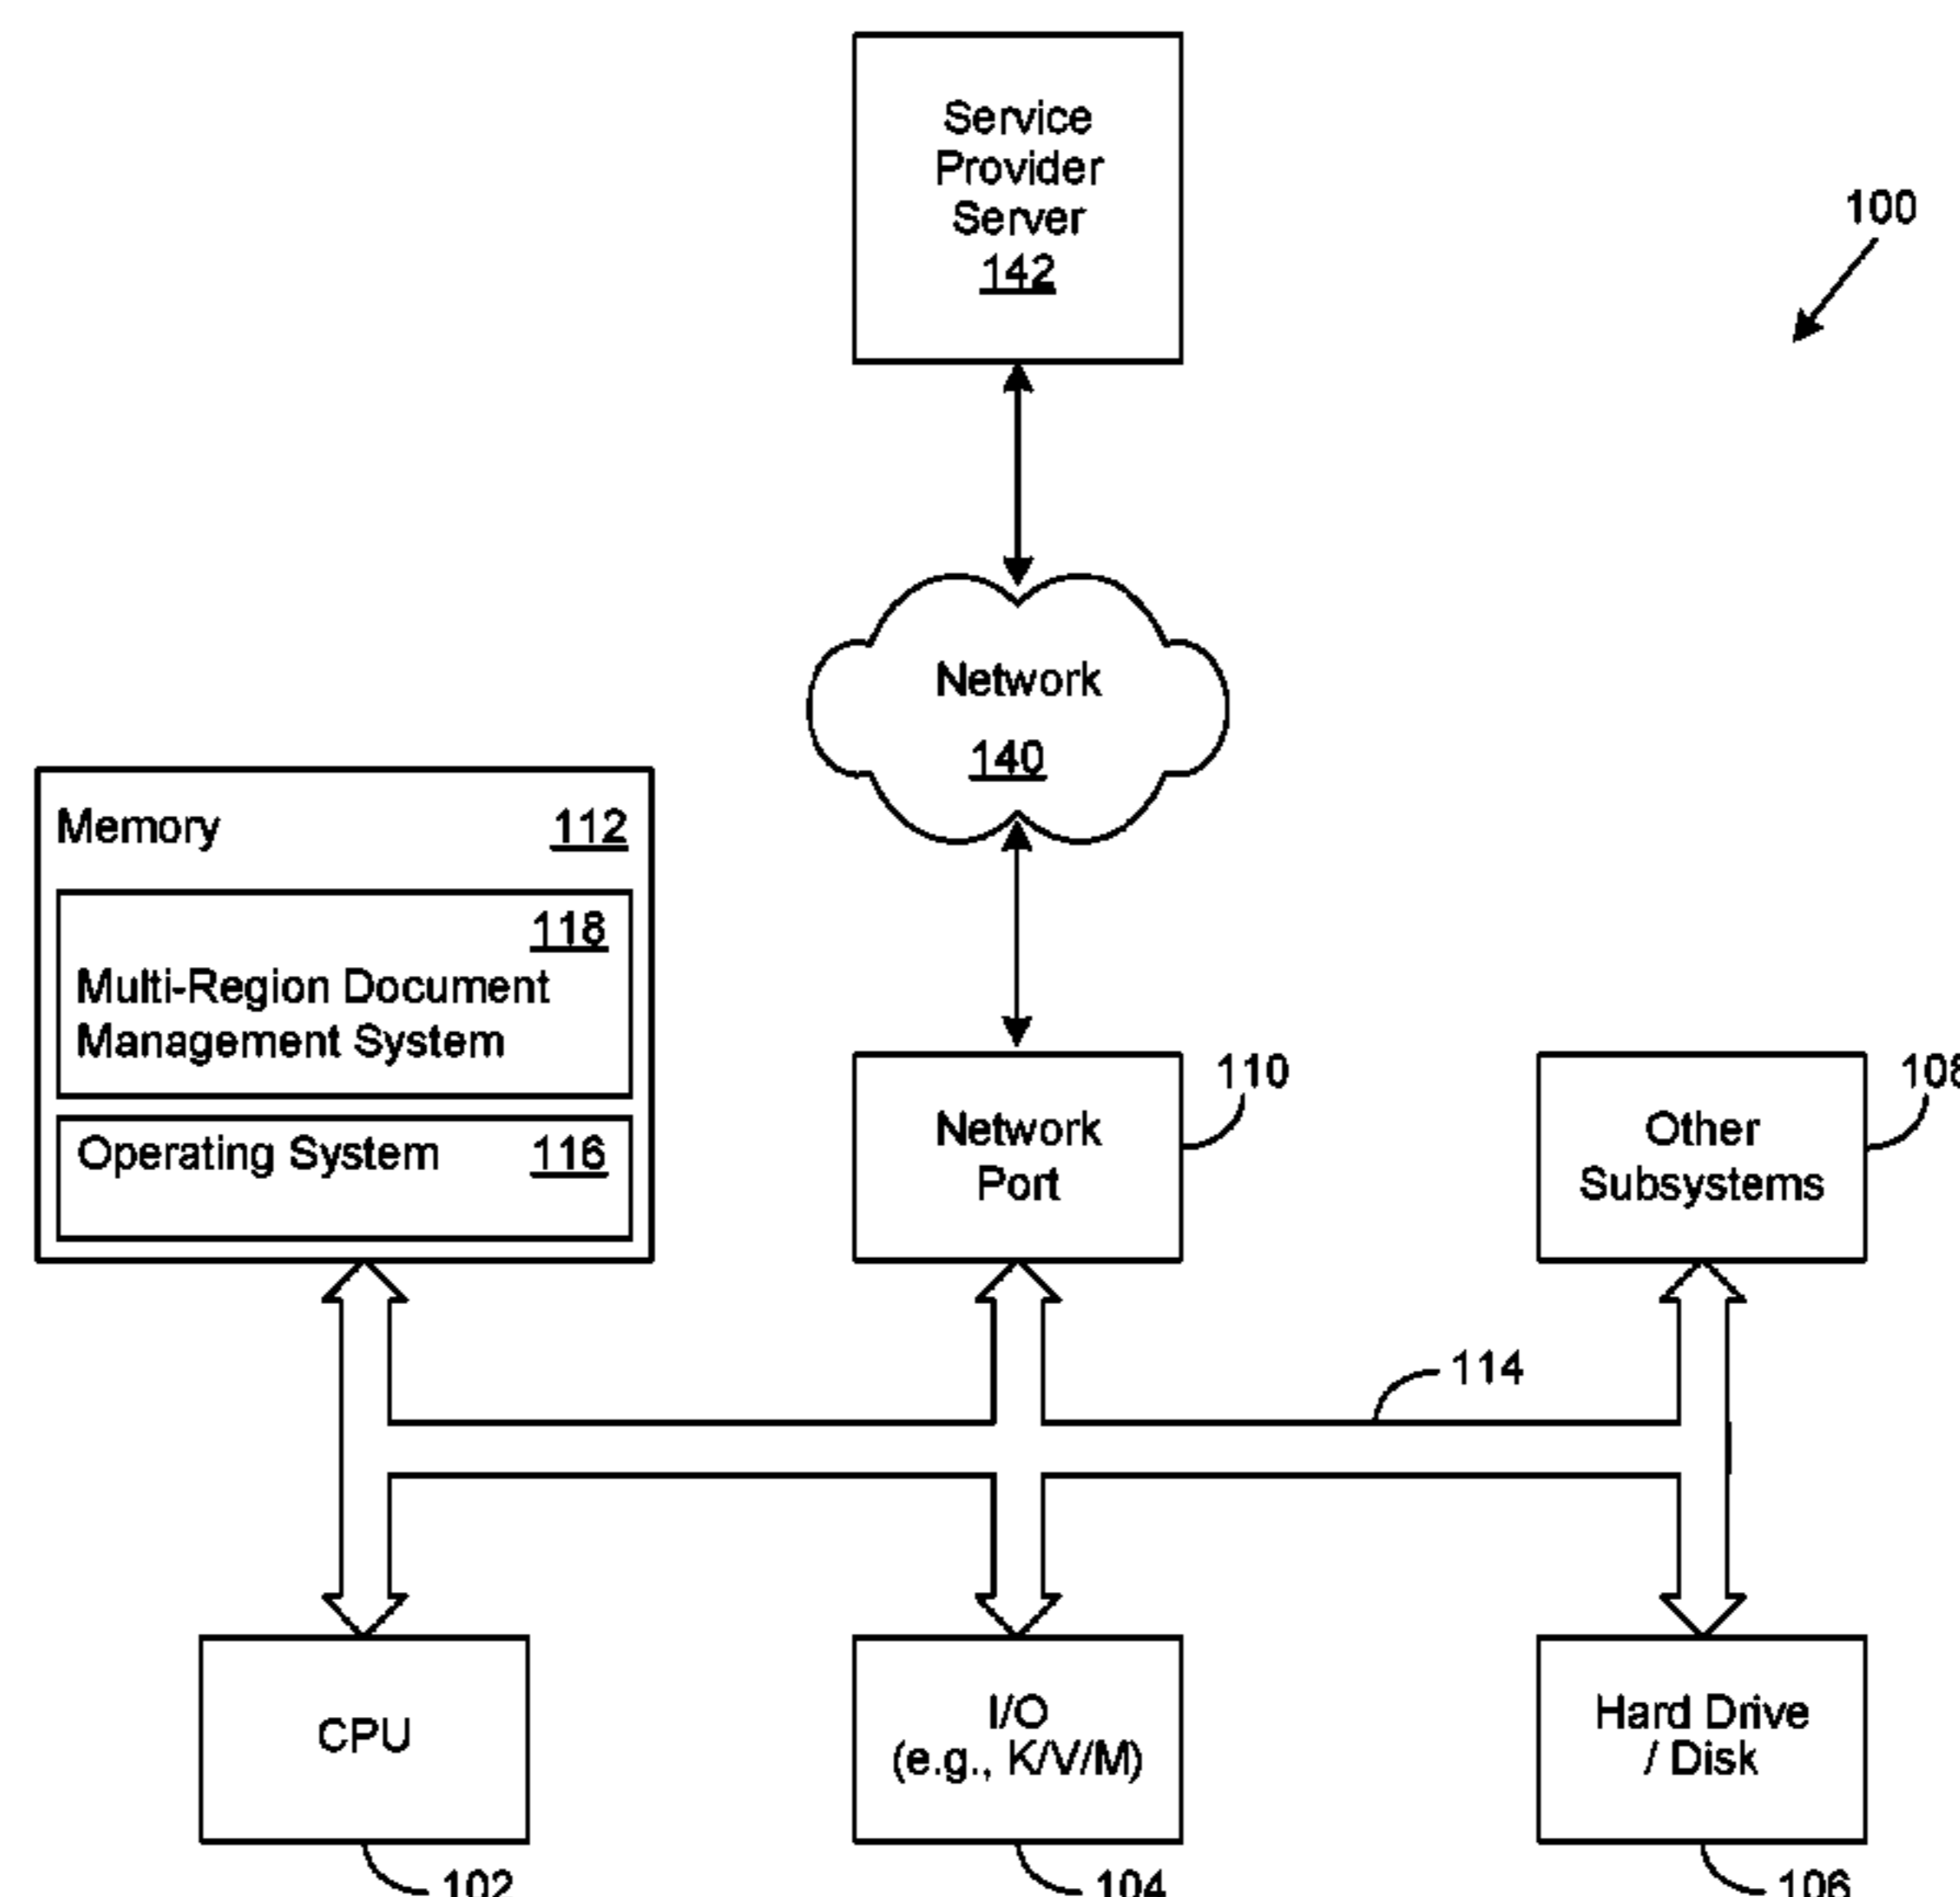 Service
Provider
Server
142
100
Network
140
Memory 112
118
Multi-Region Document
Management System
Operating System 116
Network
Port
110
Other
Subsystems
108
114
CPU
I/O
(e.g., K/V/M)
Hard Drive
/ Disk
102
104
106